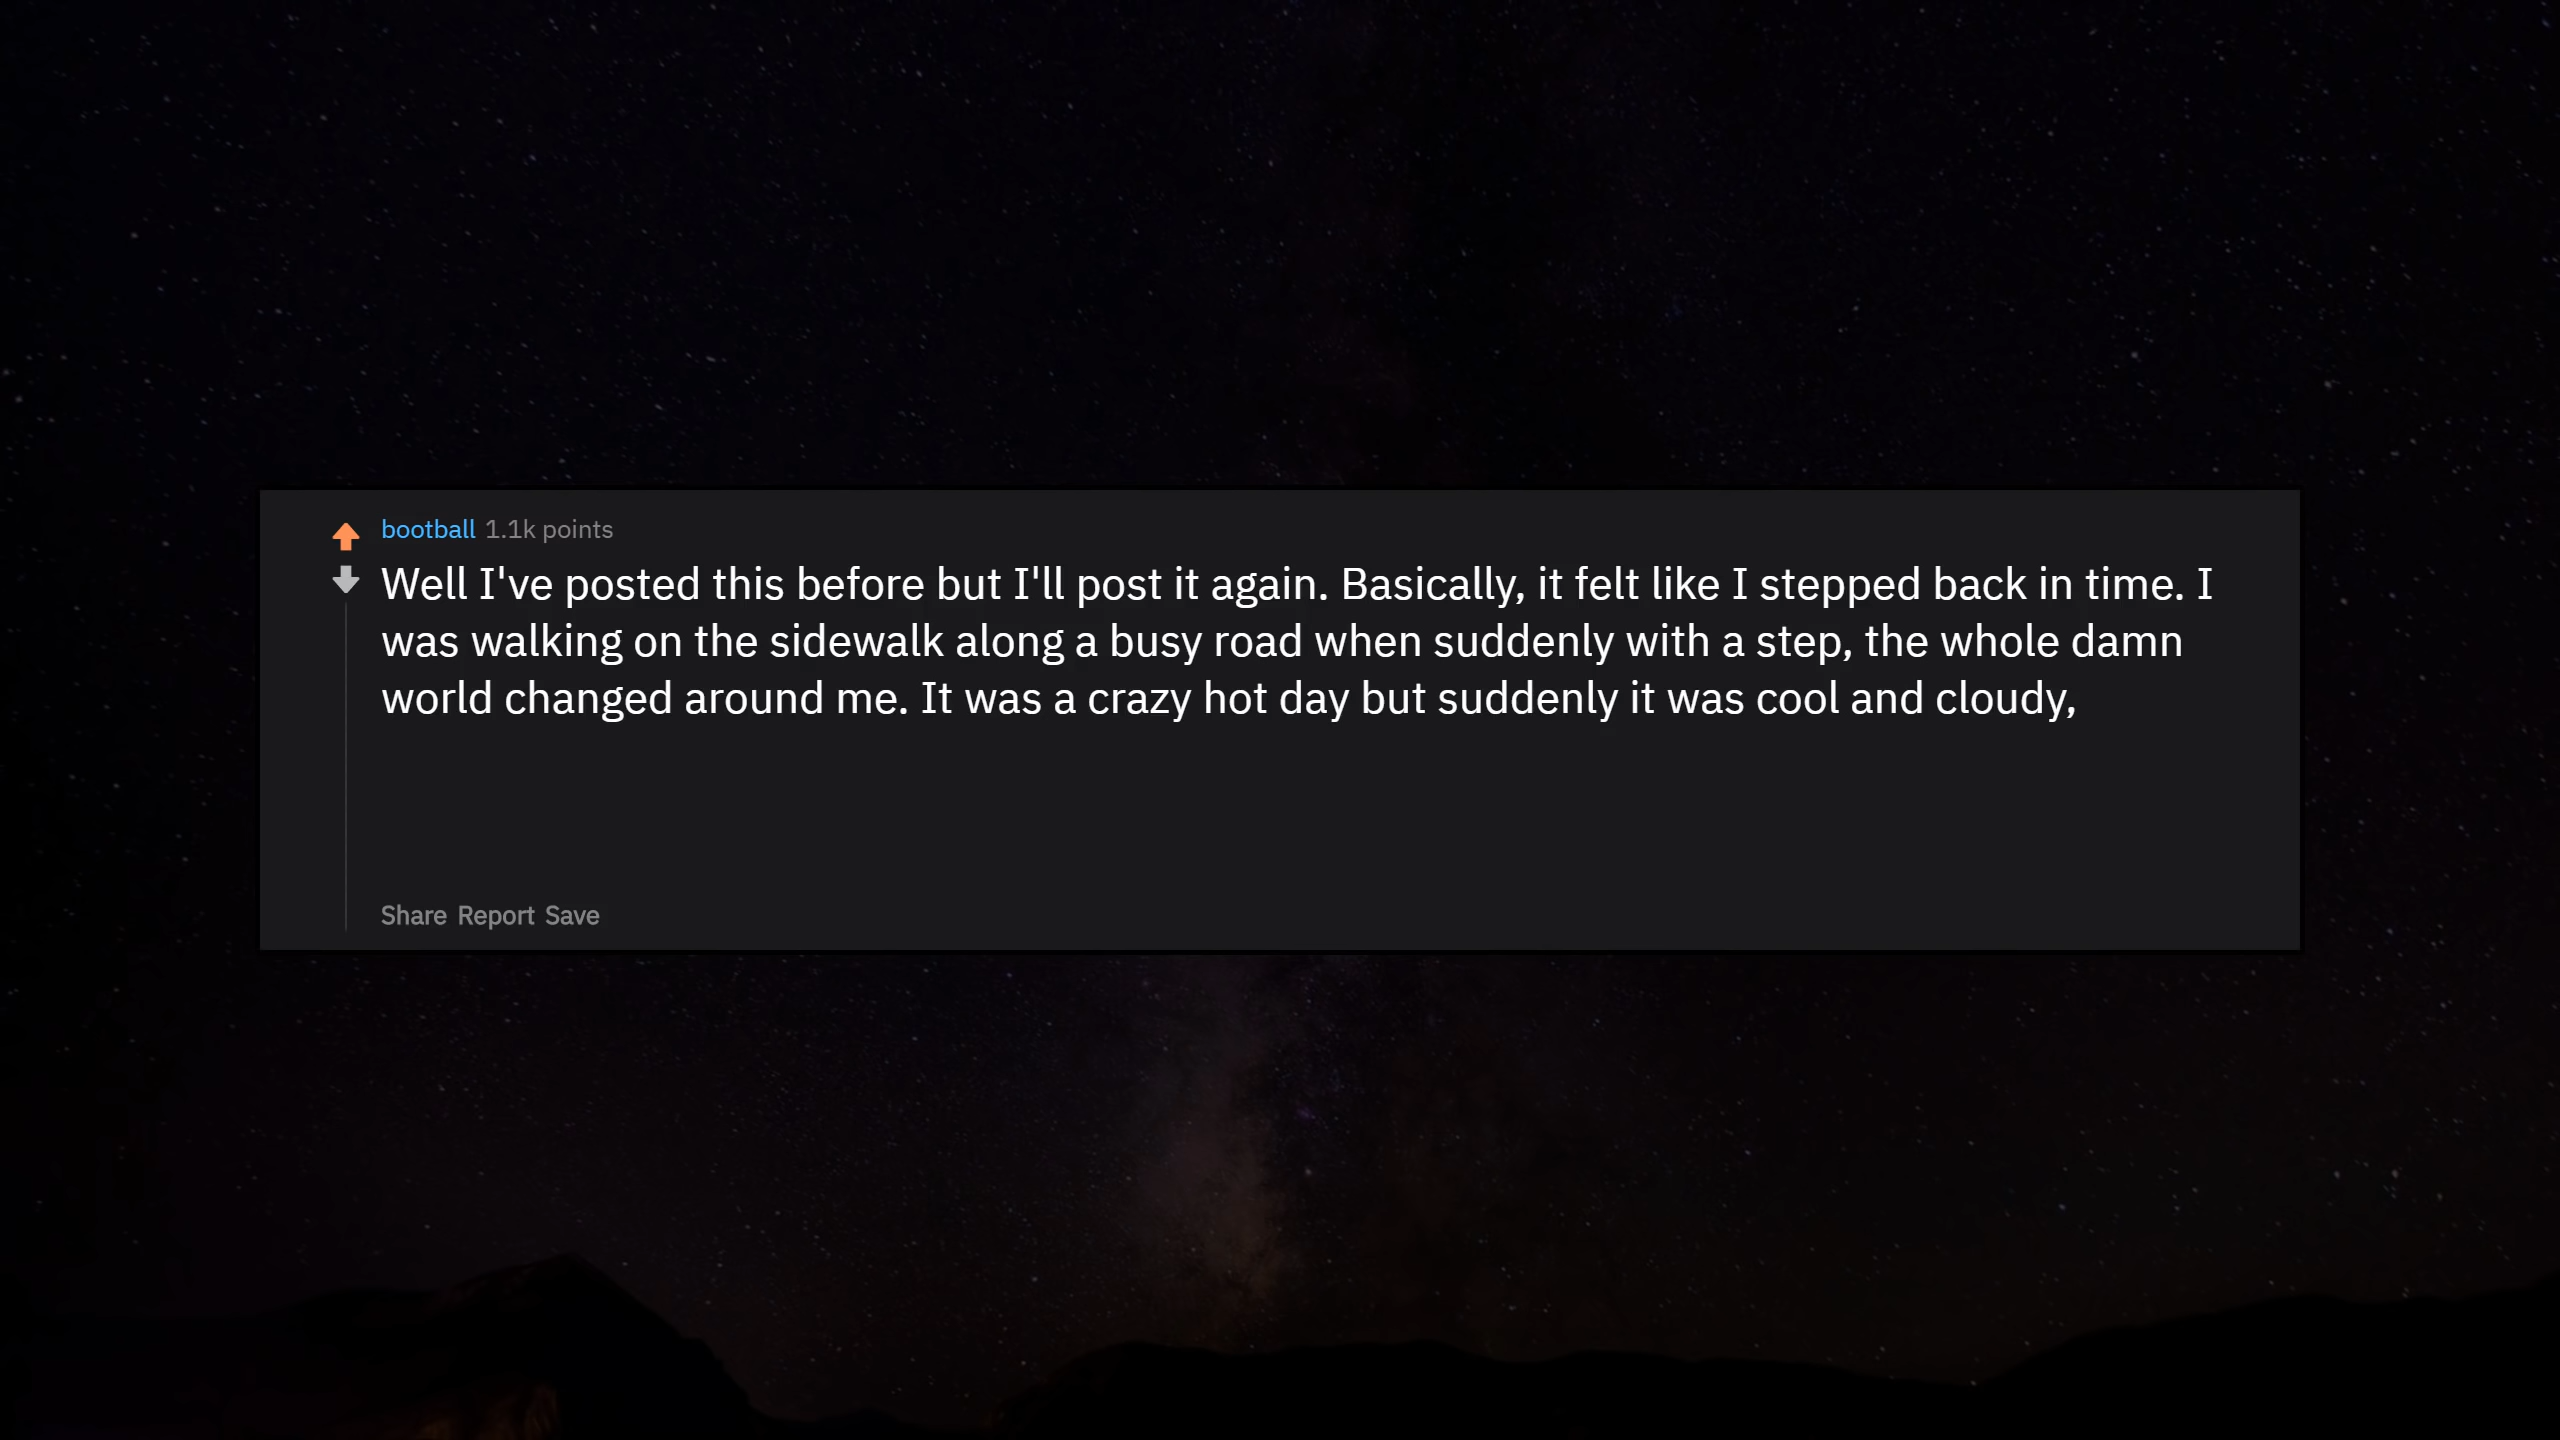 bootball 1.1k points
Well I've posted this before but I'll post it again. Basically, it felt like I stepped back in time. I
was walking on the sidewalk along a busy road when suddenly with a step, the whole damn
world changed around me. It was a crazy hot day but suddenly it was cool and cloudy,
Share Report Save